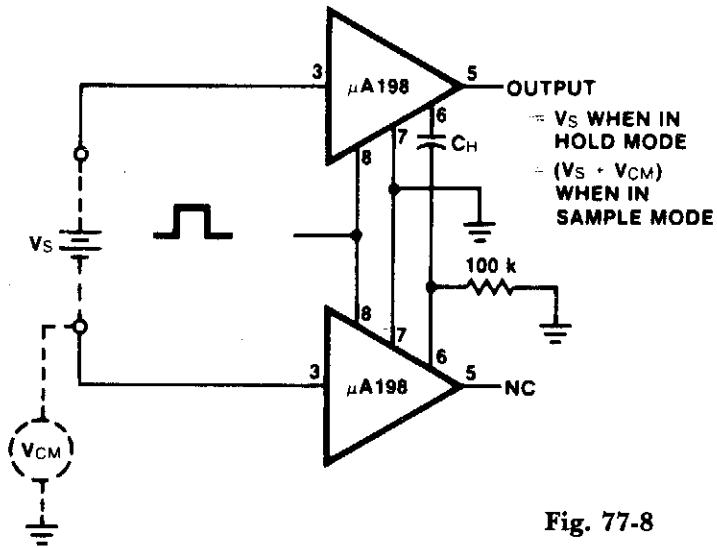 3
μA198
5
OUTPUT
6
7
8
CH
= VS WHEN IN
HOLD MODE
= (VS + VCM)
WHEN IN
SAMPLE MODE
VS
100 k
8
7
6
3
μA198
5
NC
VCM
Fig. 77-8